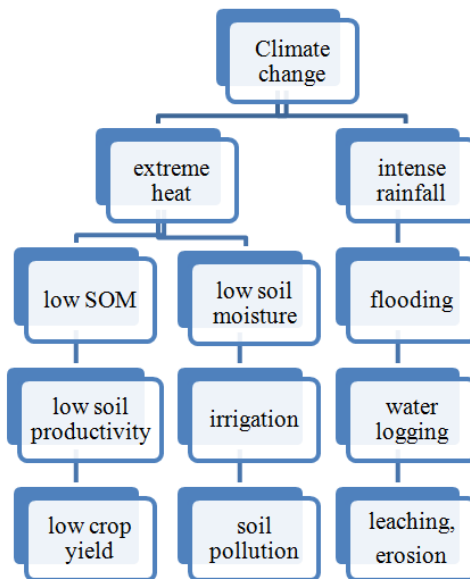 Climate
change
extreme
heat
intense
rainfall
low SOM
low soil
moisture
flooding
low soil
productivity
irrigation
water
logging
low crop
yield
soil
pollution
leaching,
erosion